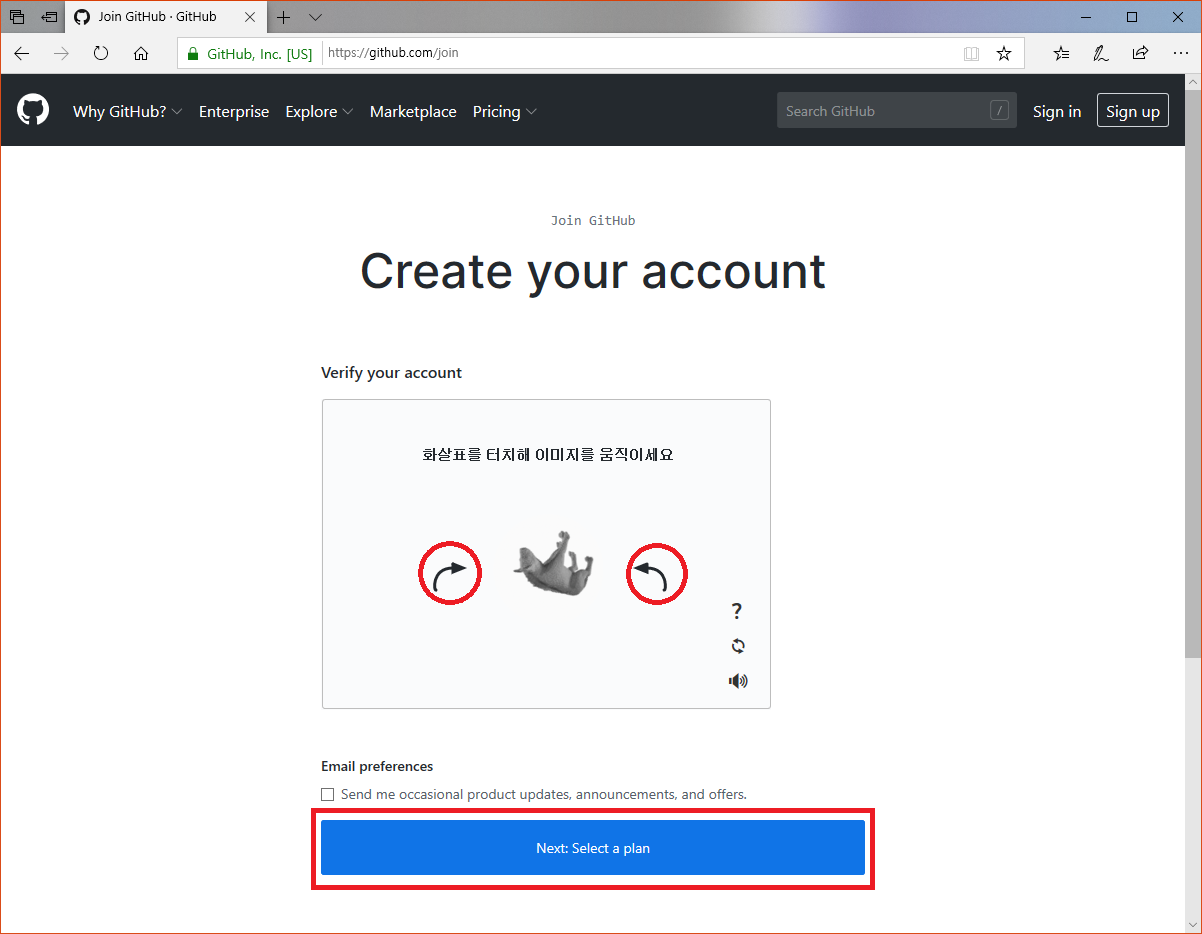 Join GitHub · GitHub
GitHub, Inc. [US]
https://github.com/join
Why GitHub?
Enterprise
Explore
Marketplace
Pricing
Search GitHub
/
Sign in
Sign up
Join GitHub
Create your account
Verify your account
화살표를 터치해 이미지를 움직이세요
?
Email preferences
Send me occasional product updates, announcements, and offers.
Next: Select a plan